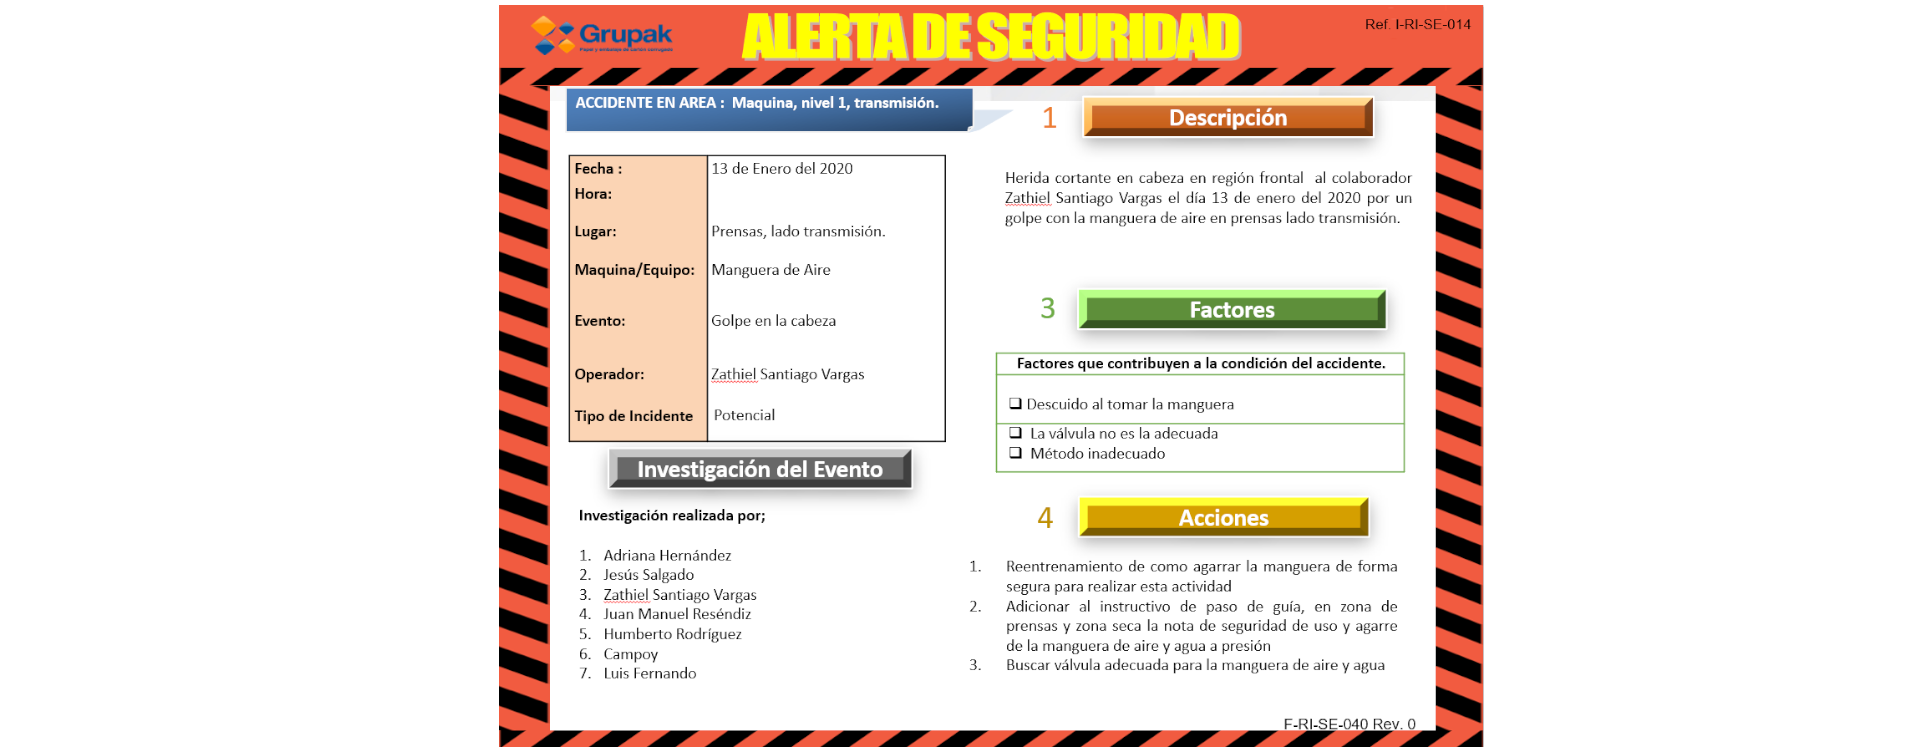 Grupak
Papel y embalaje de cartón corrugado
ALERTA DE SEGURIDAD
Ref. I-RI-SE-014
ACCIDENTE EN AREA : Maquina, nivel 1, transmisión.
Fecha : 13 de Enero del 2020
Hora:
Lugar: Prensas, lado transmisión.
Maquina/Equipo: Manguera de Aire
Evento: Golpe en la cabeza
Operador: Zathiel Santiago Vargas
Tipo de Incidente Potencial
Investigación del Evento
Investigación realizada por;
1. Adriana Hernández
2. Jesús Salgado
3. Zathiel Santiago Vargas
4. Juan Manuel Reséndiz
5. Humberto Rodríguez
6. Campoy
7. Luis Fernando
1 Descripción
Herida cortante en cabeza en región frontal al colaborador
Zathiel Santiago Vargas el día 13 de enero del 2020 por un
golpe con la manguera de aire en prensas lado transmisión.
3 Factores
Factores que contribuyen a la condición del accidente.
❑ Descuido al tomar la manguera
❑ La válvula no es la adecuada
❑ Método inadecuado
4 Acciones
1. Reentrenamiento de como agarrar la manguera de forma
segura para realizar esta actividad
2. Adicionar al instructivo de paso de guía, en zona de
prensas y zona seca la nota de seguridad de uso y agarre
de la manguera de aire y agua a presión
3. Buscar válvula adecuada para la manguera de aire y agua
F-RI-SE-040 Rev. 0